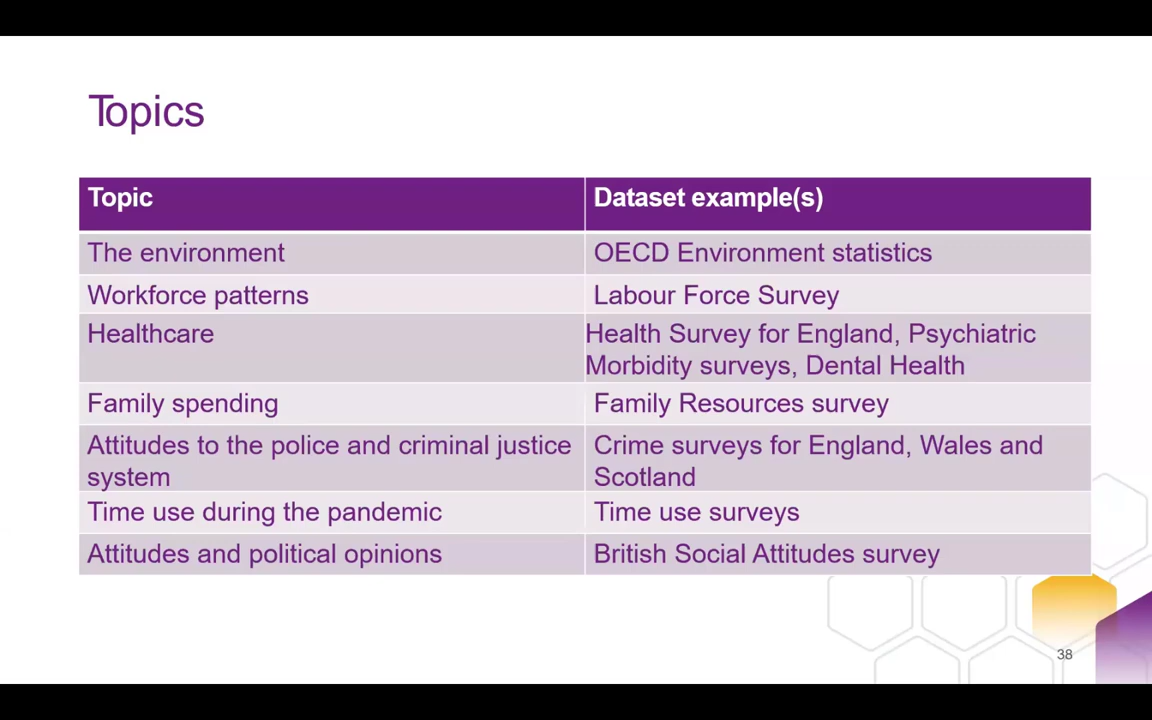 Topics
Topic
Dataset example(s)
The environment
OECD Environment statistics
Workforce patterns
Labour Force Survey
Healthcare
Health Survey for England, Psychiatric
Morbidity surveys, Dental Health
Family spending
Family Resources survey
Attitudes to the police and criminal justice
system
Crime surveys for England, Wales and
Scotland
Time use during the pandemic
Time use surveys
Attitudes and political opinions
British Social Attitudes survey
38